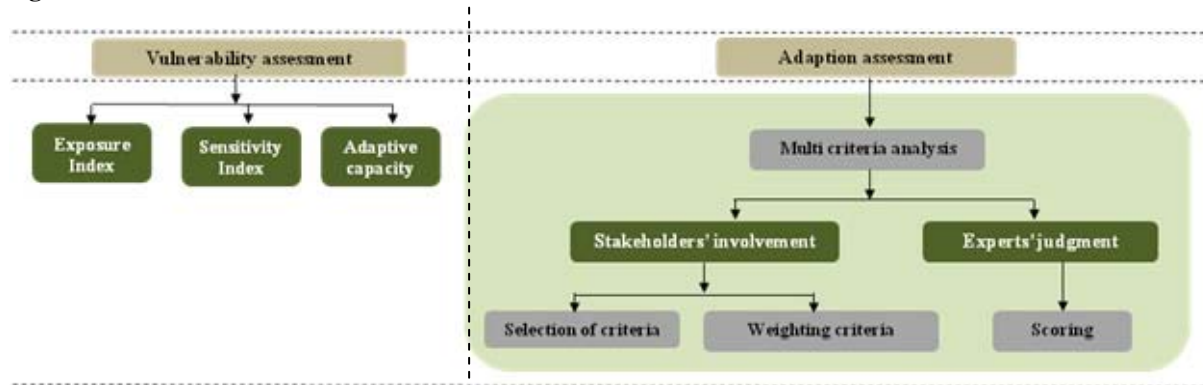 Vulnerability assessment
Adaption assessment
Exposure
Index
Sensitivity
Index
Adaptive
capacity
Multi criteria analysis
Stakeholders' involvement
Experts' judgment
Selection of criteria
Weighting criteria
Scoring